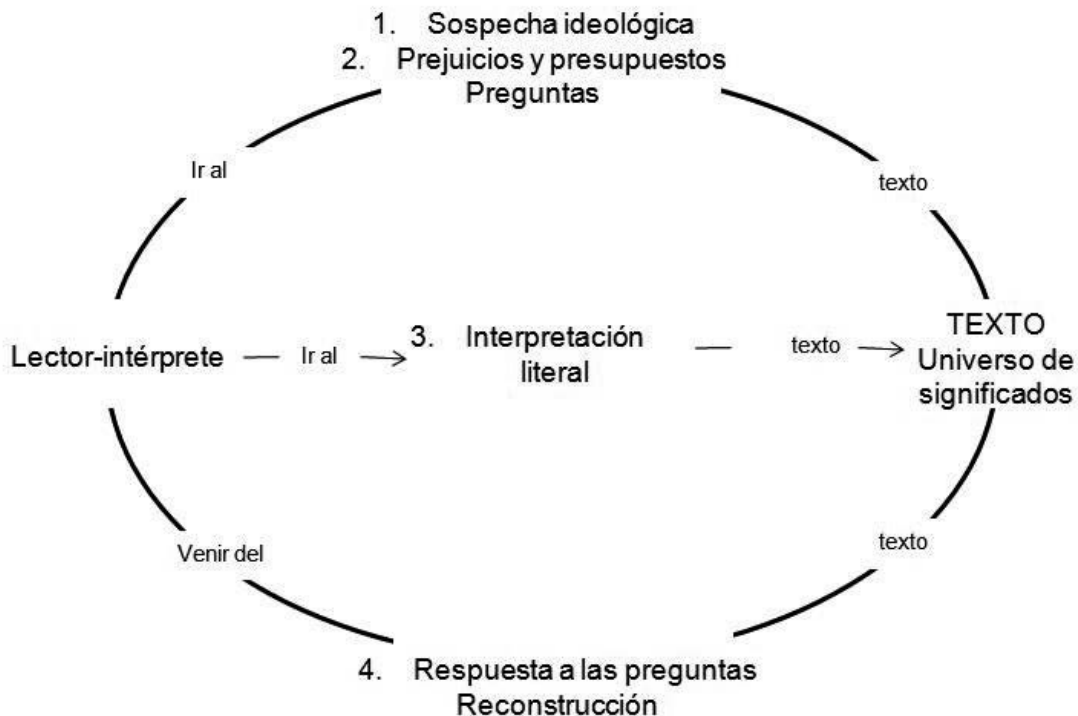 1. Sospecha ideológica
2. Prejuicios y presupuestos
Preguntas
Ir al
texto
Lector-intérprete
Ir al
3. Interpretación
literal
texto
TEXTO
Universo de
significados
Venir del
texto
4. Respuesta a las preguntas
Reconstrucción